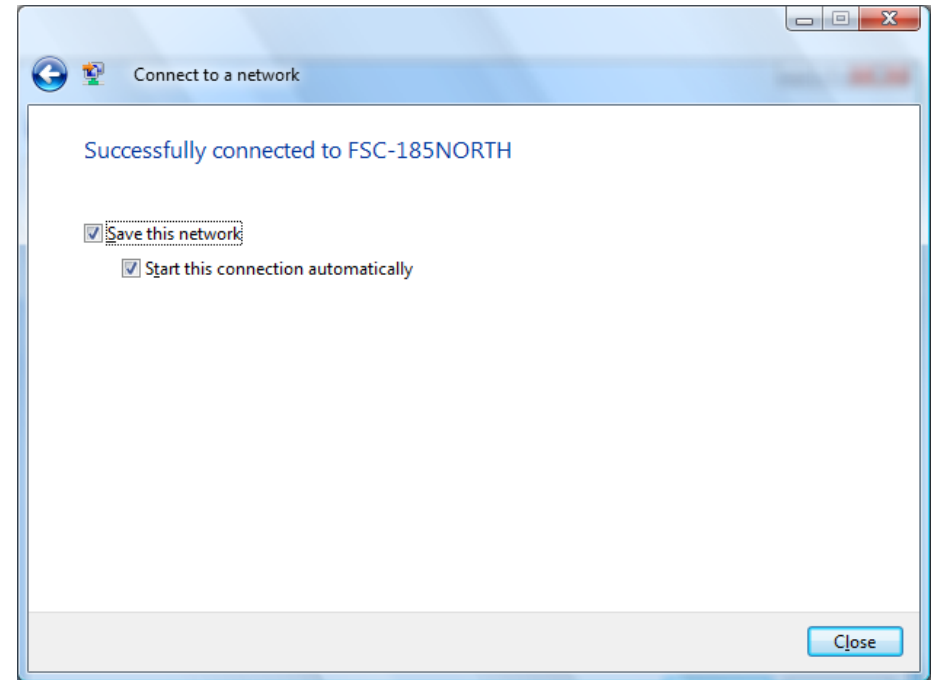 Connect to a network
Successfully connected to FSC-185NORTH
Save this network
Start this connection automatically
Close